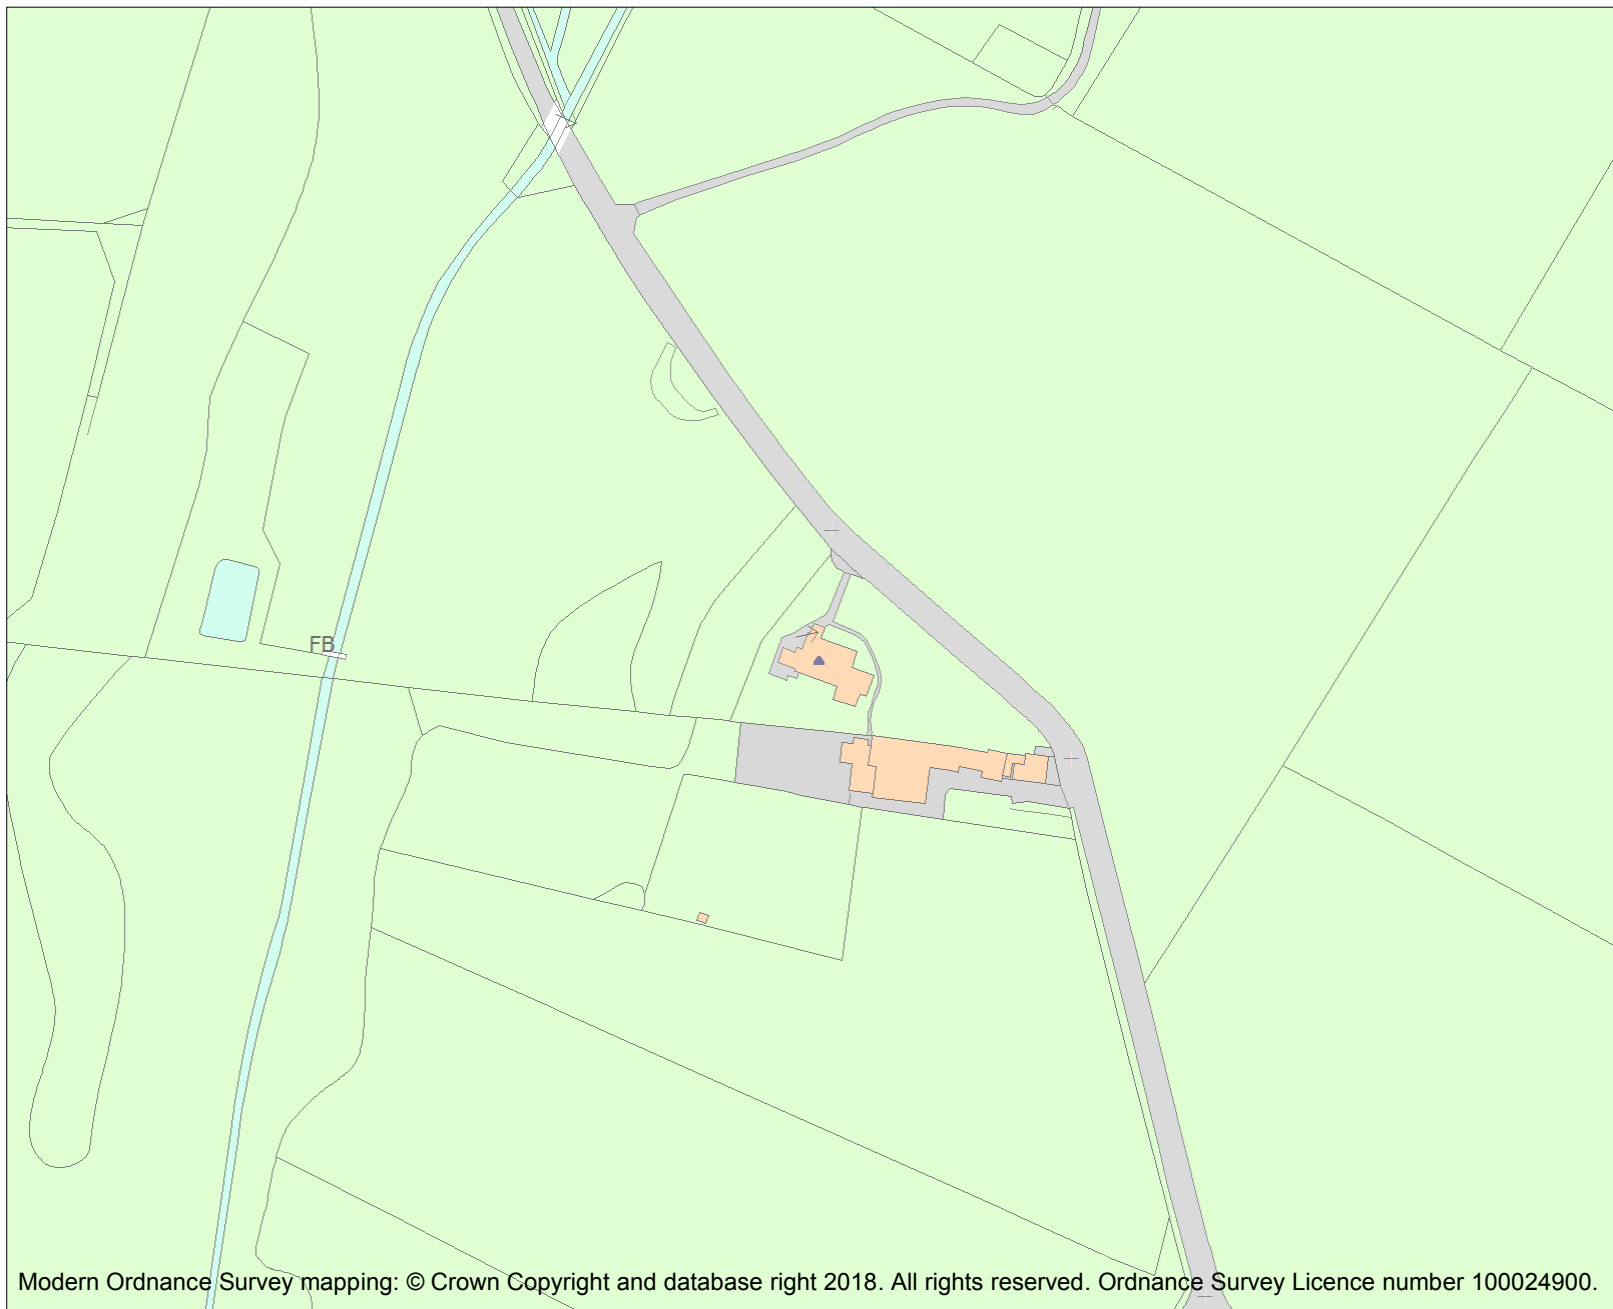 FB
Modern Ordnance Survey mapping: © Crown Copyright and database right 2018. All rights reserved. Ordnance Survey Licence number 100024900.